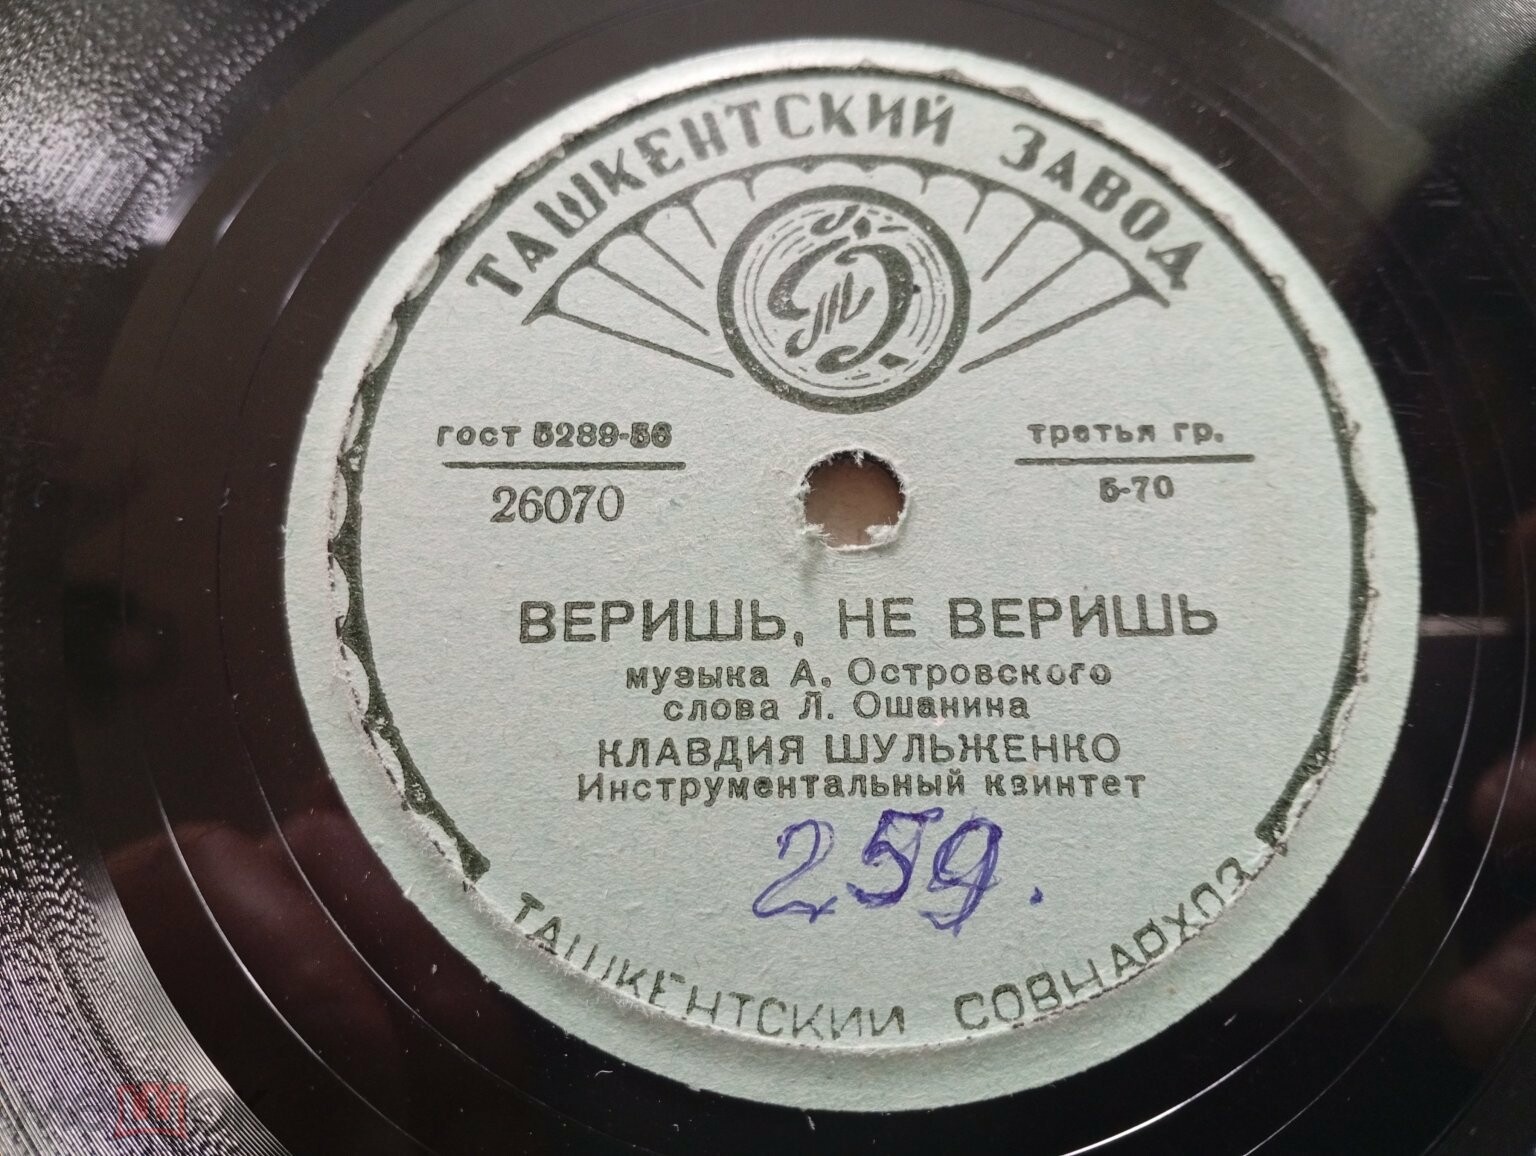 ТАШКЕНТСКИЙ ЗАВОД
ГОСТ 5289-56
26070
третья гр.
5-70
ВЕРИШЬ, НЕ ВЕРИШЬ
музыка А. Островского
слова Л. Ошанина
КЛАВДИЯ ШУЛЬЖЕНКО
Инструментальный квинтет
259.
ТАШКЕНТСКИЙ СОВНАРХОЗ